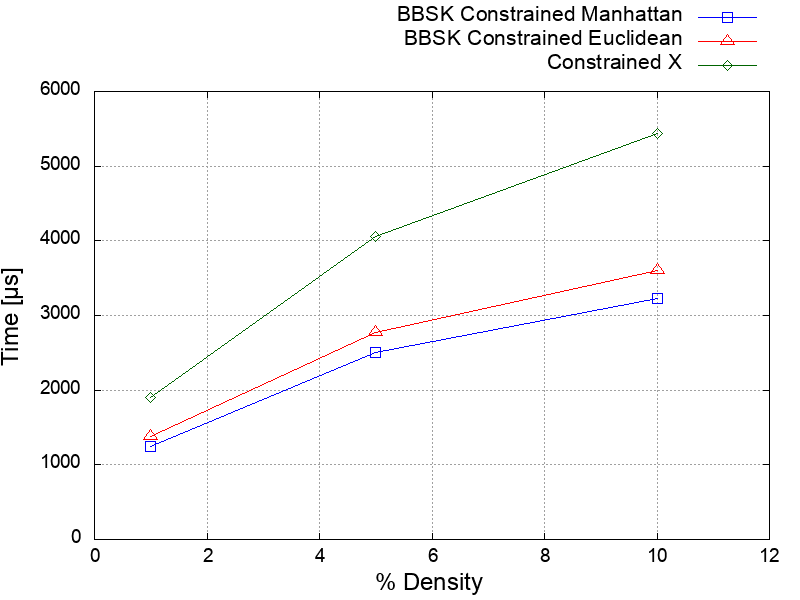 BBSK Constrained Manhattan
BBSK Constrained Euclidean
Constrained X
6000
5000
4000
3000
2000
1000
0
Time [µs]
0 2 4 6 8 10 12
% Density